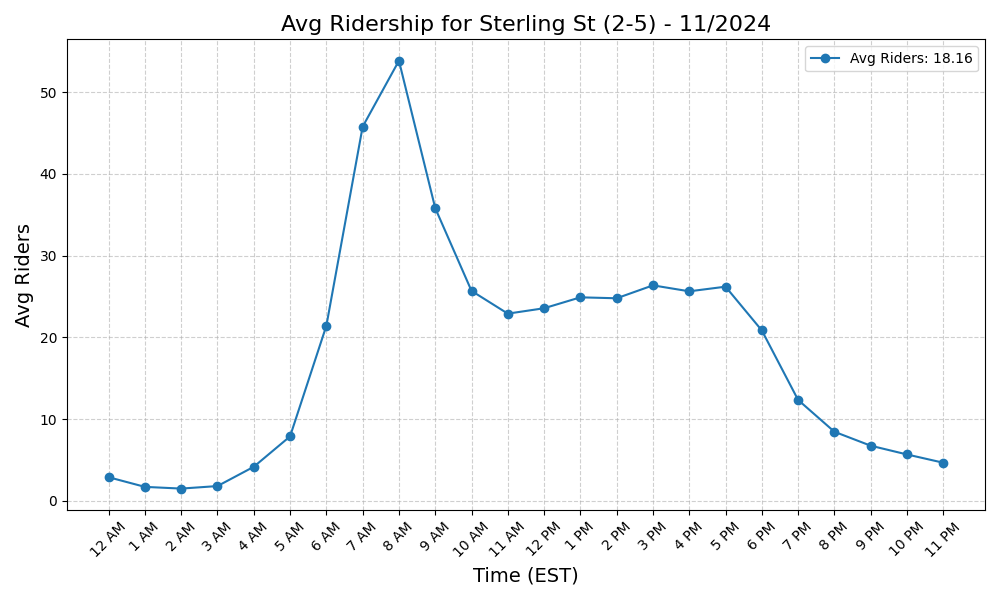 Avg Ridership for Sterling St (2-5) - 11/2024
Avg Riders: 18.16
Avg Riders
50
40
30
20
10
0
12 AM
1 AM
2 AM
3 AM
4 AM
5 AM
6 AM
7 AM
8 AM
9 AM
10 AM
11 AM
12 PM
1 PM
2 PM
3 PM
4 PM
5 PM
6 PM
7 PM
8 PM
9 PM
10 PM
11 PM
Time (EST)